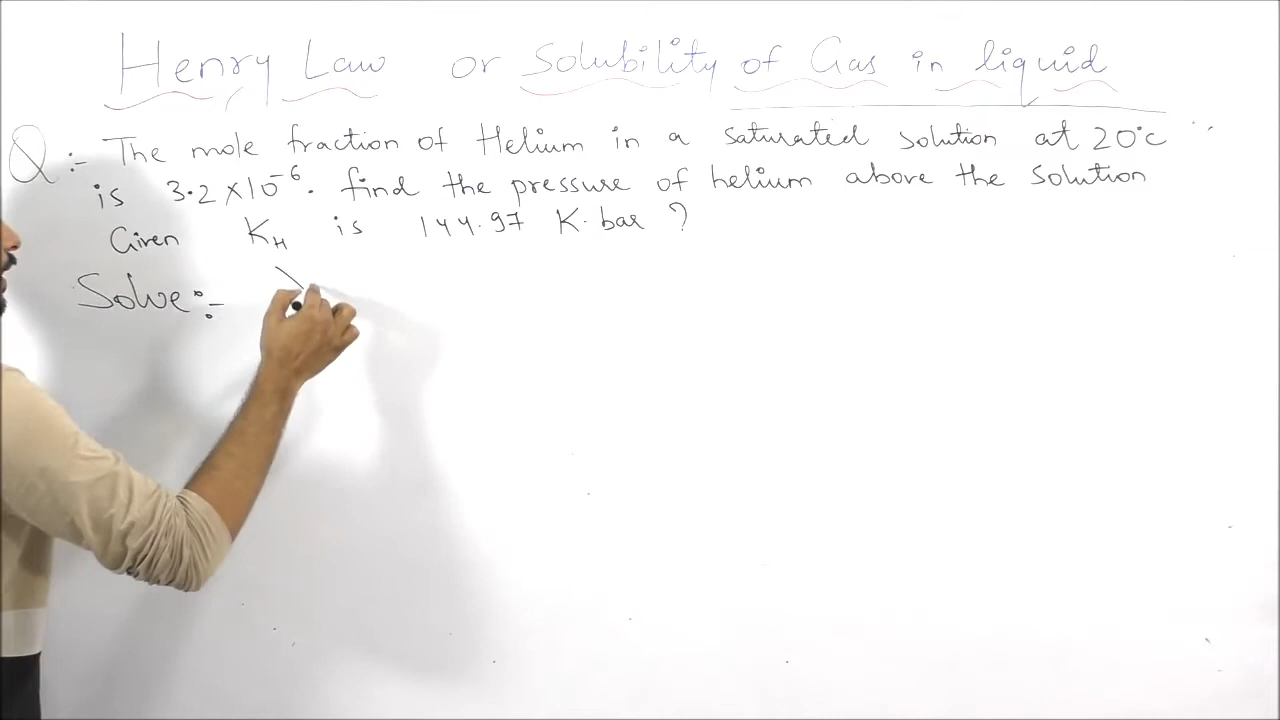 Henry Law or Solubility of Gas in liquid
Q:- The mole fraction of Helium in a saturated solution at 20°c
is 3.2 × 10⁻⁶. find the pressure of helium above the solution
Given K_H is 144.97 K.bar ?
Solve:-